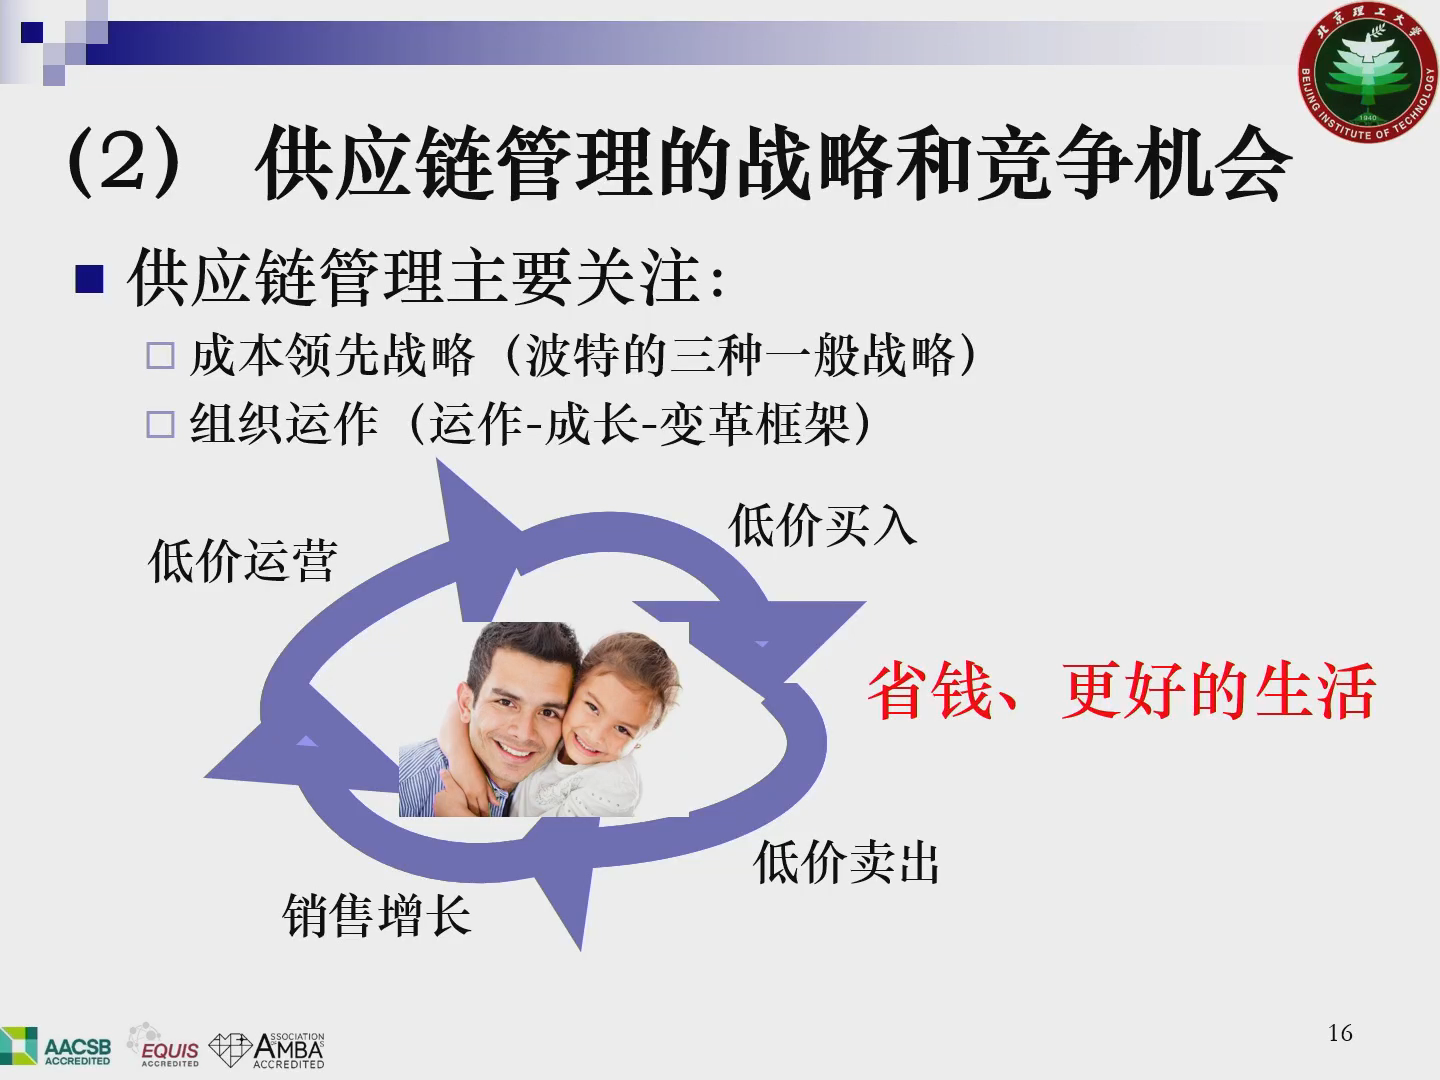 北京理工大学
BEIJING INSTITUTE OF TECHNOLOGY
1940
(2) 供应链管理的战略和竞争机会
供应链管理主要关注：
成本领先战略（波特的三种一般战略）
组织运作（运作-成长-变革框架）
低价买入
低价运营
省钱、更好的生活
低价卖出
销售增长
AACSB
ACCREDITED
EQUIS
ACCREDITED
ASSOCIATION
AMBAs
ACCREDITED
16